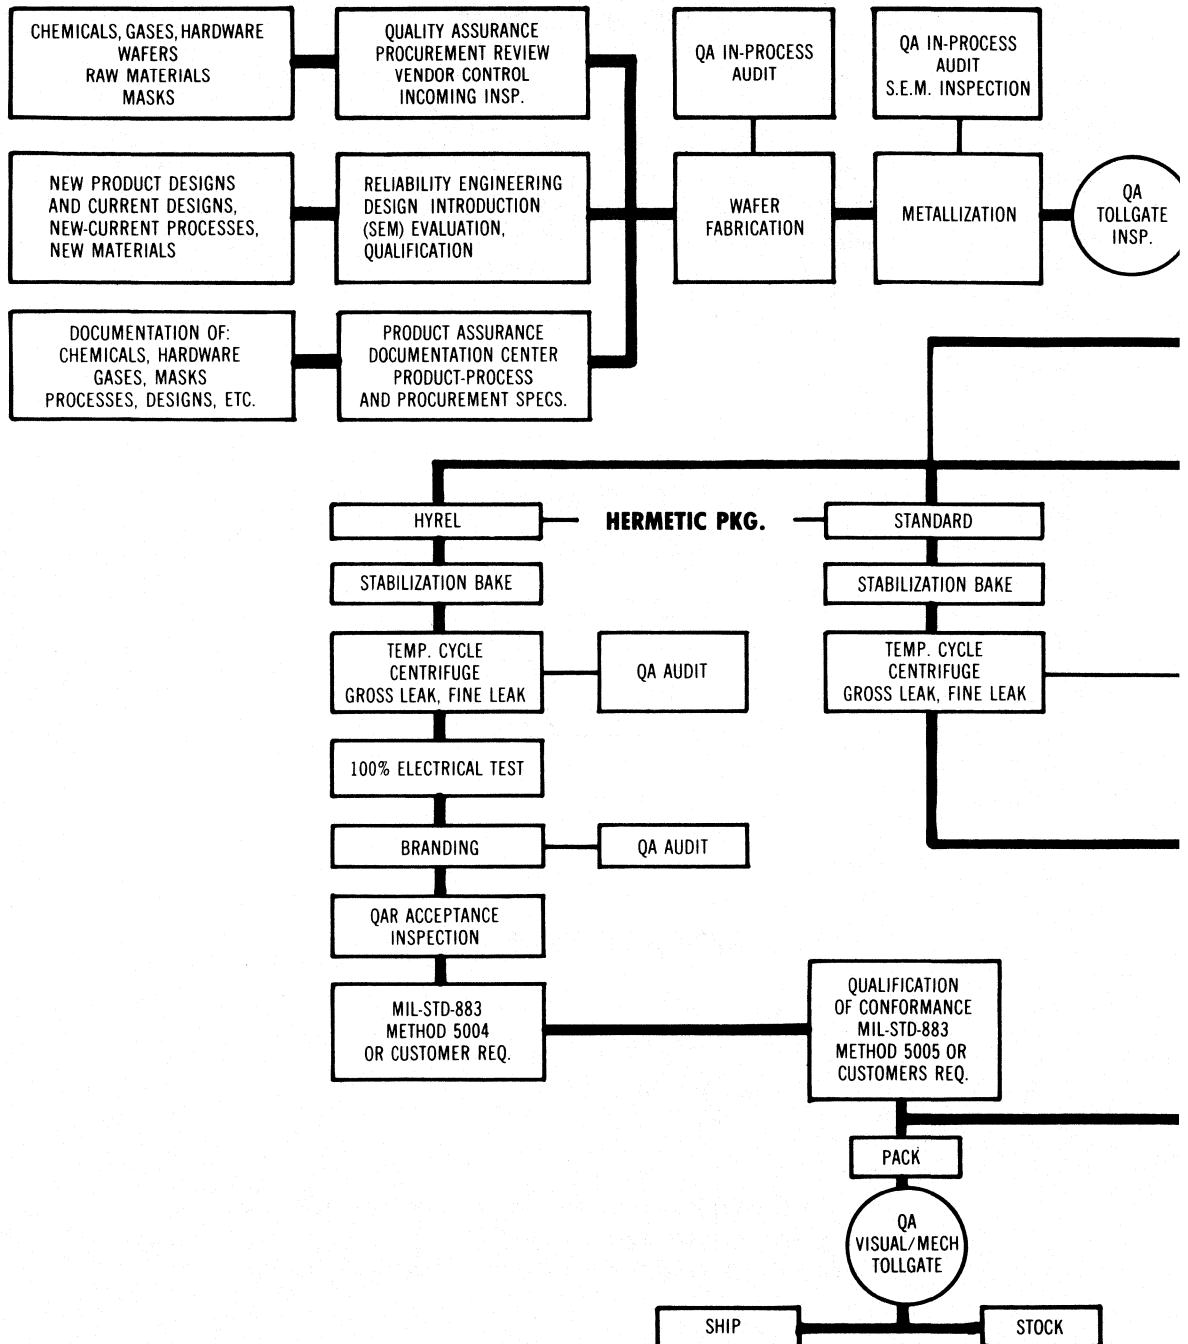 CHEMICALS, GASES, HARDWARE
WAFERS
RAW MATERIALS
MASKS
QUALITY ASSURANCE
PROCUREMENT REVIEW
VENDOR CONTROL
INCOMING INSP.
QA IN-PROCESS
AUDIT
QA IN-PROCESS
AUDIT
S.E.M. INSPECTION
NEW PRODUCT DESIGNS
AND CURRENT DESIGNS,
NEW-CURRENT PROCESSES,
NEW MATERIALS
RELIABILITY ENGINEERING
DESIGN INTRODUCTION
(SEM) EVALUATION,
QUALIFICATION
WAFER
FABRICATION
METALLIZATION
QA
TOLLGATE
INSP.
DOCUMENTATION OF:
CHEMICALS, HARDWARE
GASES, MASKS
PROCESSES, DESIGNS, ETC.
PRODUCT ASSURANCE
DOCUMENTATION CENTER
PRODUCT-PROCESS
AND PROCUREMENT SPECS.
HYREL
HERMETIC PKG.
STANDARD
STABILIZATION BAKE
STABILIZATION BAKE
TEMP. CYCLE
CENTRIFUGE
GROSS LEAK, FINE LEAK
QA AUDIT
TEMP. CYCLE
CENTRIFUGE
GROSS LEAK, FINE LEAK
100% ELECTRICAL TEST
BRANDING
QA AUDIT
QAR ACCEPTANCE
INSPECTION
MIL-STD-883
METHOD 5004
OR CUSTOMER REQ.
QUALIFICATION
OF CONFORMANCE
MIL-STD-883
METHOD 5005 OR
CUSTOMERS REQ.
PACK
QA
VISUAL/MECH
TOLLGATE
SHIP
STOCK